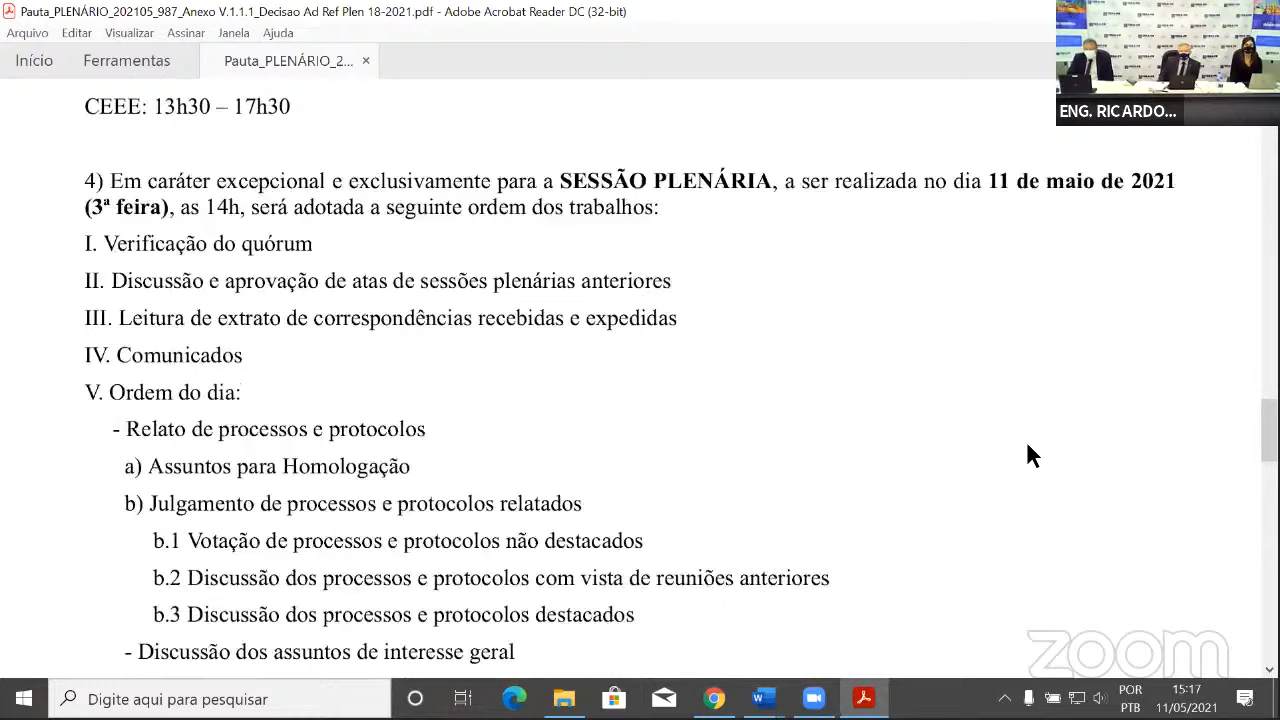 Pauta_PLENÁRIO_202105_987_Anexo V.1.1.1_Decisao Ad Ref Plen 18-2021.pdf - Adobe Acrobat Reader DC (32-bit)
Arquivo Editar Visualizar Assinar Janela Ajuda
Início Ferramentas Pauta_PLENÁRIO_2... ×
ENG. RICARDO...
CEEE: 13h30 – 17h30
4) Em caráter excepcional e exclusivamente para a SESSÃO PLENÁRIA, a ser realizada no dia 11 de maio de 2021
(3ª feira), as 14h, será adotada a seguinte ordem dos trabalhos:
I. Verificação do quórum
II. Discussão e aprovação de atas de sessões plenárias anteriores
III. Leitura de extrato de correspondências recebidas e expedidas
IV. Comunicados
V. Ordem do dia:
- Relato de processos e protocolos
a) Assuntos para Homologação
b) Julgamento de processos e protocolos relatados
b.1 Votação de processos e protocolos não destacados
b.2 Discussão dos processos e protocolos com vista de reuniões anteriores
b.3 Discussão dos processos e protocolos destacados
- Discussão dos assuntos de interesse geral
zoom
Digite aqui para pesquisar
POR
PTB
15:17
11/05/2021